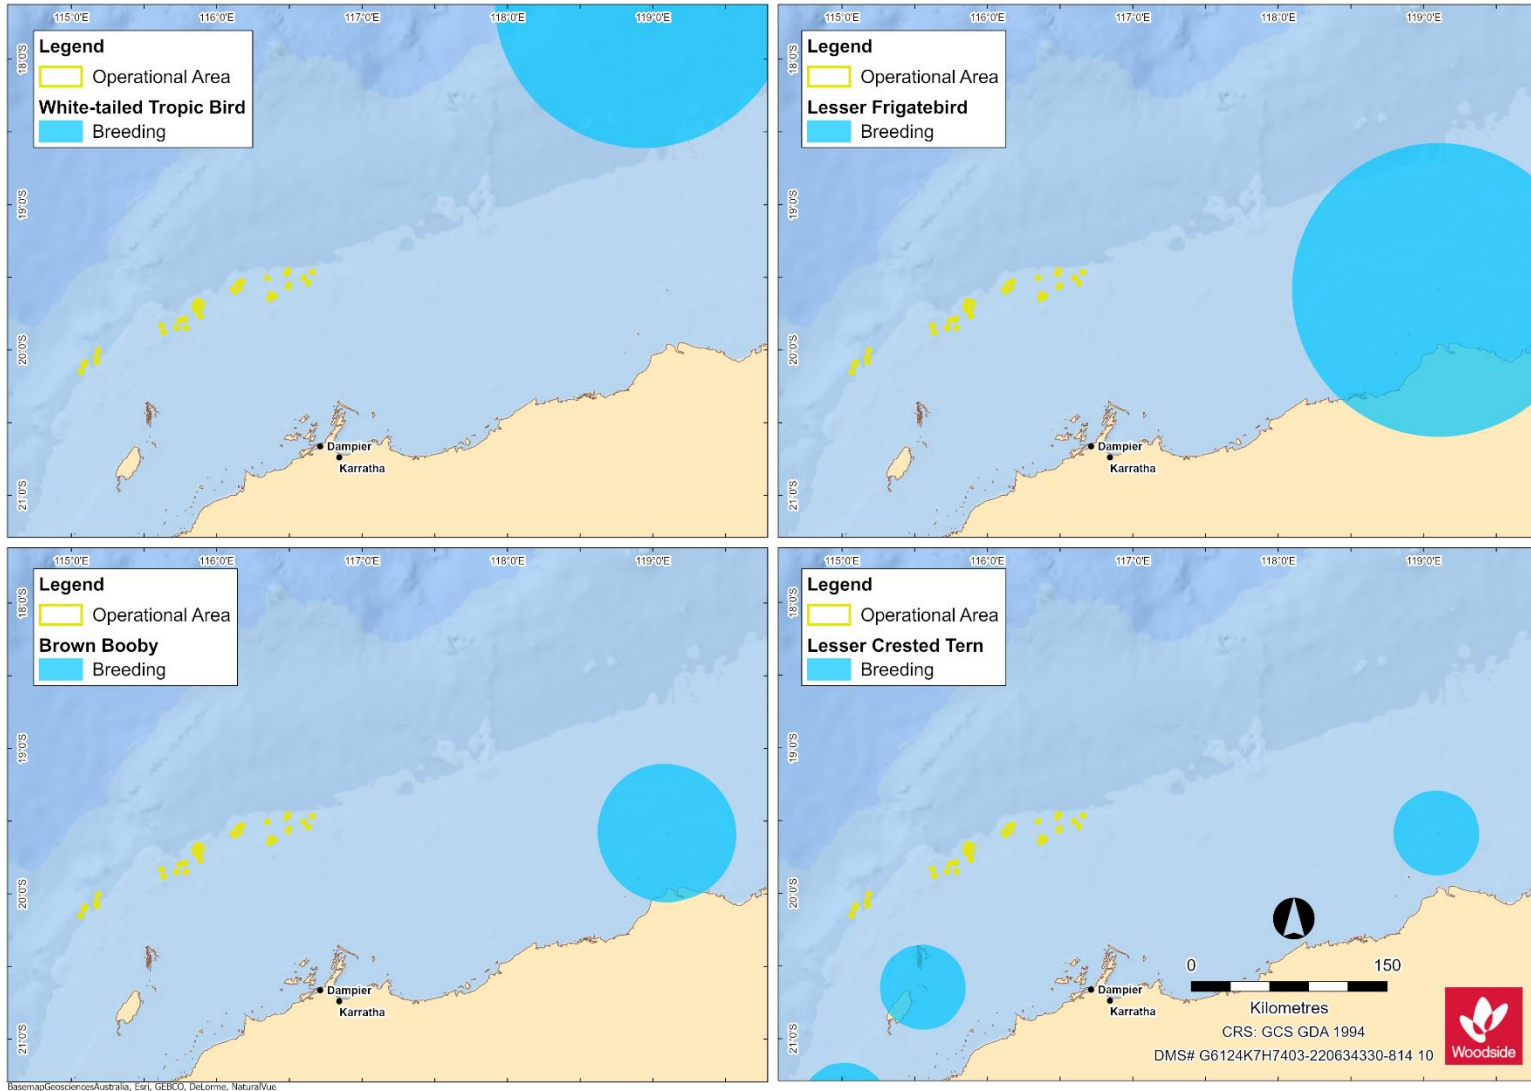 115°0'E 116°0'E 117°0'E 118°0'E 119°0'E
18°0'S
19°0'S
20°0'S
21°0'S
Legend
Operational Area
White-tailed Tropic Bird
Breeding
Dampier
Karratha
115°0'E 116°0'E 117°0'E 118°0'E 119°0'E
18°0'S
19°0'S
20°0'S
21°0'S
Legend
Operational Area
Lesser Frigatebird
Breeding
Dampier
Karratha
115°0'E 116°0'E 117°0'E 118°0'E 119°0'E
18°0'S
19°0'S
20°0'S
21°0'S
Legend
Operational Area
Brown Booby
Breeding
Dampier
Karratha
115°0'E 116°0'E 117°0'E 118°0'E 119°0'E
18°0'S
19°0'S
20°0'S
21°0'S
Legend
Operational Area
Lesser Crested Tern
Breeding
Dampier
Karratha
0 150
Kilometres
CRS: GCS GDA 1994
DMS# G6124K7H7403-220634330-814 10
Woodside
BasemapGeosciencesAustralia, Esri, GEBCO, DeLorme, NaturalVue